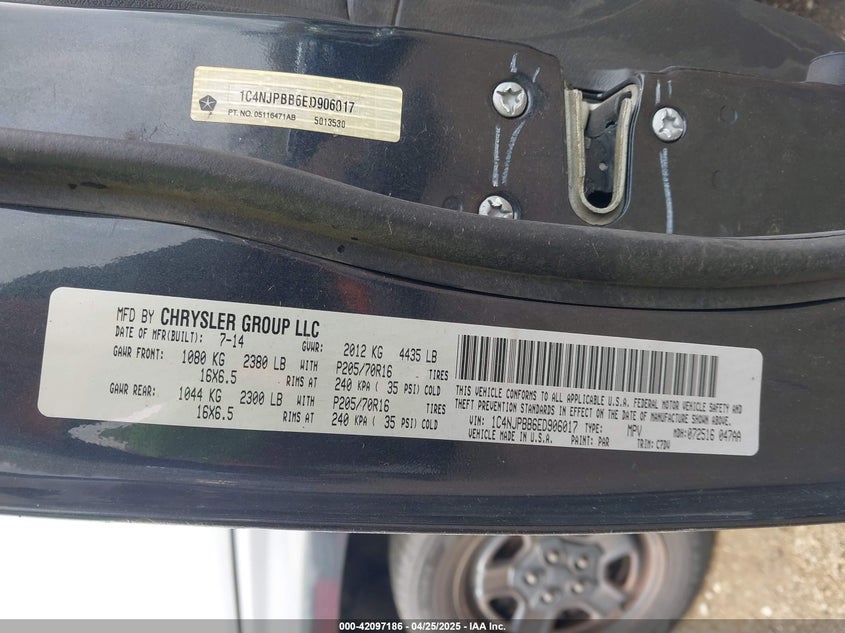 1C4NJPBB6ED906017
PT. NO. 05116471AB 5013530
MFD BY CHRYSLER GROUP LLC
DATE OF MFR(BUILT): 7-14 GVWR: 2012 KG 4435 LB
GAWR FRONT: 1080 KG 2380 LB WITH P205/70R16 TIRES
16X6.5 RIMS AT 240 KPA ( 35 PSI) COLD
GAWR REAR: 1044 KG 2300 LB WITH P205/70R16 TIRES
16X6.5 RIMS AT 240 KPA ( 35 PSI) COLD
THIS VEHICLE CONFORMS TO ALL APPLICABLE U.S.A. FEDERAL MOTOR VEHICLE SAFETY AND
THEFT PREVENTION STANDARDS IN EFFECT ON THE DATE OF MANUFACTURE SHOWN ABOVE.
VIN: 1C4NJPBB6ED906017 TYPE: MPV MDH: 072516 047AA
VEHICLE MADE IN U.S.A. PAINT: PAR TRIM: C7DV
000-42097186 - 04/25/2025 - IAA Inc.